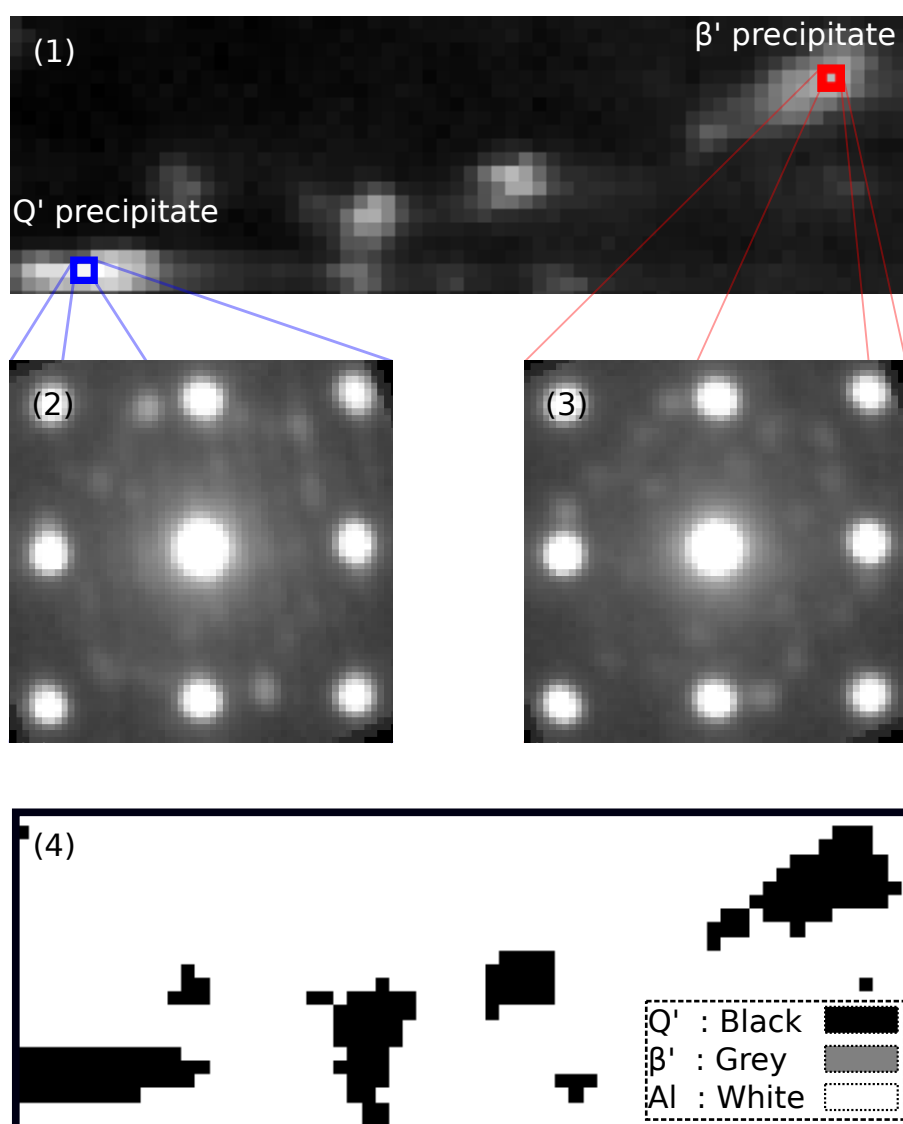 (1)
β' precipitate
Q' precipitate
(2)
(3)
(4)
Q' : Black
β' : Grey
Al : White